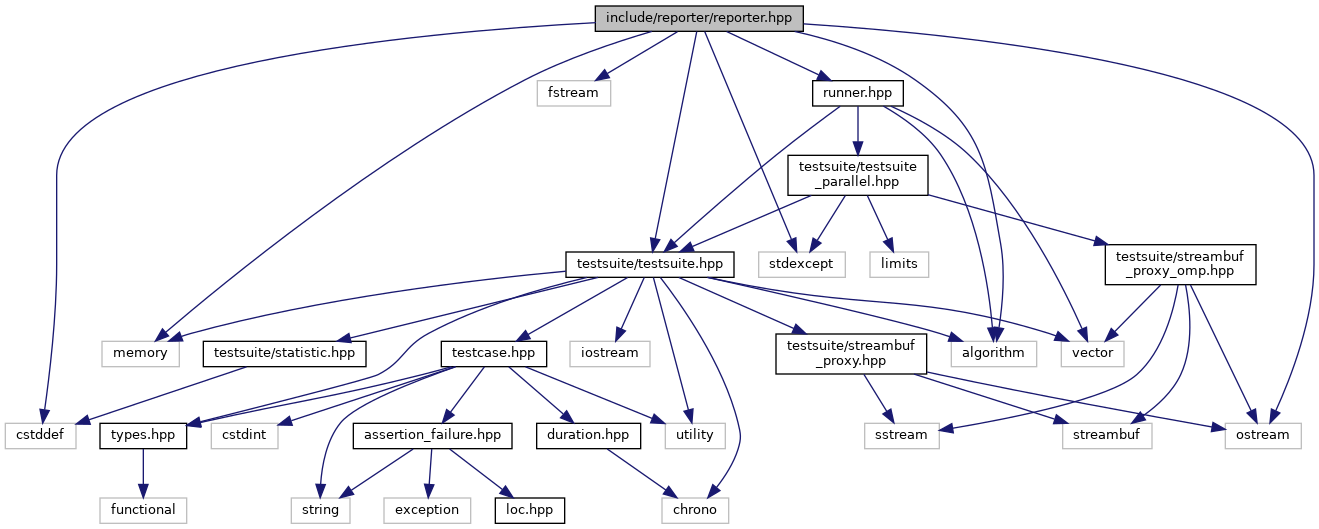 include/reporter/reporter.hpp
fstream
runner.hpp
testsuite/testsuite
_parallel.hpp
testsuite/testsuite.hpp
stdexcept
limits
testsuite/streambuf
_proxy_omp.hpp
memory
testsuite/statistic.hpp
testcase.hpp
iostream
testsuite/streambuf
_proxy.hpp
algorithm
vector
cstddef
types.hpp
cstdint
assertion_failure.hpp
duration.hpp
utility
sstream
streambuf
ostream
functional
string
exception
loc.hpp
chrono